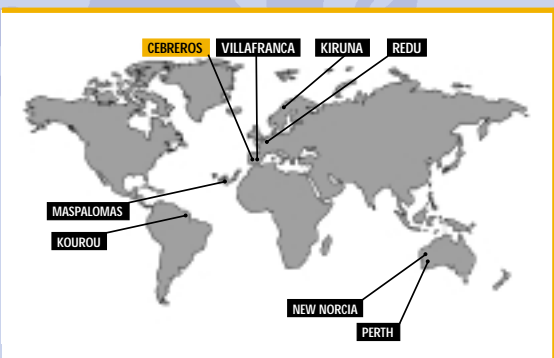 CEBREROS VILLAFRANCA KIRUNA REDU
MASPALOMAS
KOUROU
NEW NORCIA
PERTH